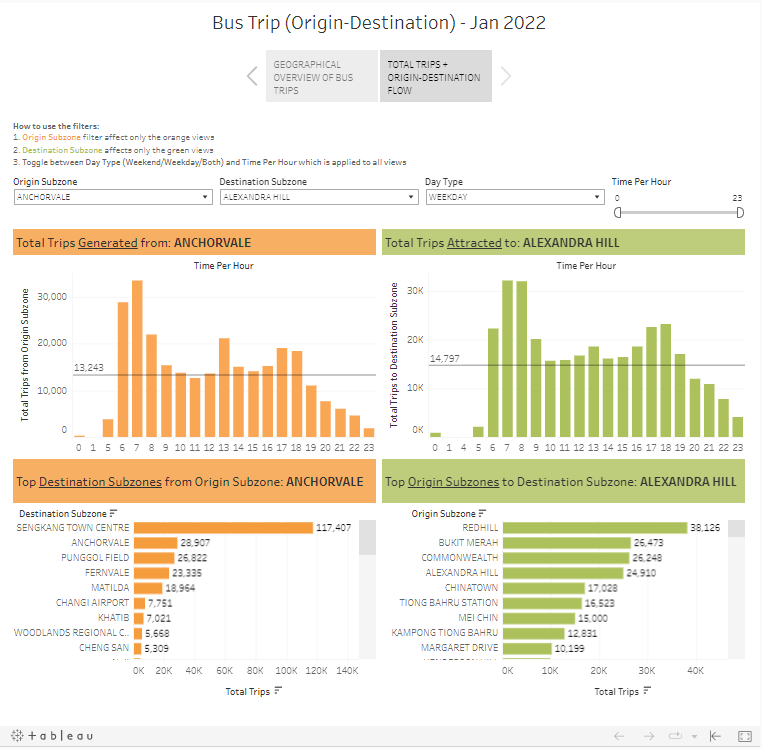 Bus Trip (Origin-Destination) - Jan 2022
GEOGRAPHICAL
OVERVIEW OF BUS
TRIPS
TOTAL TRIPS +
ORIGIN-DESTINATION
FLOW
How to use the filters:
1. Origin Subzone filter affect only the orange views
2. Destination Subzone affects only the green views
3. Toggle between Day Type (Weekend/Weekday/Both) and Time Per Hour which is applied to all views
Origin Subzone
ANCHORVALE
Destination Subzone
ALEXANDRA HILL
Day Type
WEEKDAY
Time Per Hour
0 23
Total Trips Generated from: ANCHORVALE
Time Per Hour
Total Trips from Origin Subzone
30,000
20,000
13,243
10,000
0
0 1 5 6 7 8 9 10 11 12 13 14 15 16 17 18 19 20 21 22 23
Total Trips Attracted to: ALEXANDRA HILL
Time Per Hour
Total Trips to Destination Subzone
30K
20K
14,797
10K
0K
0 1 4 5 6 7 8 9 10 11 12 13 14 15 16 17 18 19 20 21 22 23
Top Destination Subzones from Origin Subzone: ANCHORVALE
Destination Subzone
SENGKANG TOWN CENTRE 117,407
ANCHORVALE 28,907
PUNGGOL FIELD 26,822
FERNVALE 23,335
MATILDA 18,964
CHANGI AIRPORT 7,751
KHATIB 7,021
WOODLANDS REGIONAL C.. 5,668
CHENG SAN 5,309
0K 20K 40K 60K 80K 100K 120K 140K
Total Trips
Top Origin Subzones to Destination Subzone: ALEXANDRA HILL
Origin Subzone
REDHILL 38,126
BUKIT MERAH 26,473
COMMONWEALTH 26,248
ALEXANDRA HILL 24,910
CHINATOWN 17,028
TIONG BAHRU STATION 16,523
MEI CHIN 15,000
KAMPONG TIONG BAHRU 12,831
MARGARET DRIVE 10,199
0K 10K 20K 30K 40K
Total Trips
+ableau